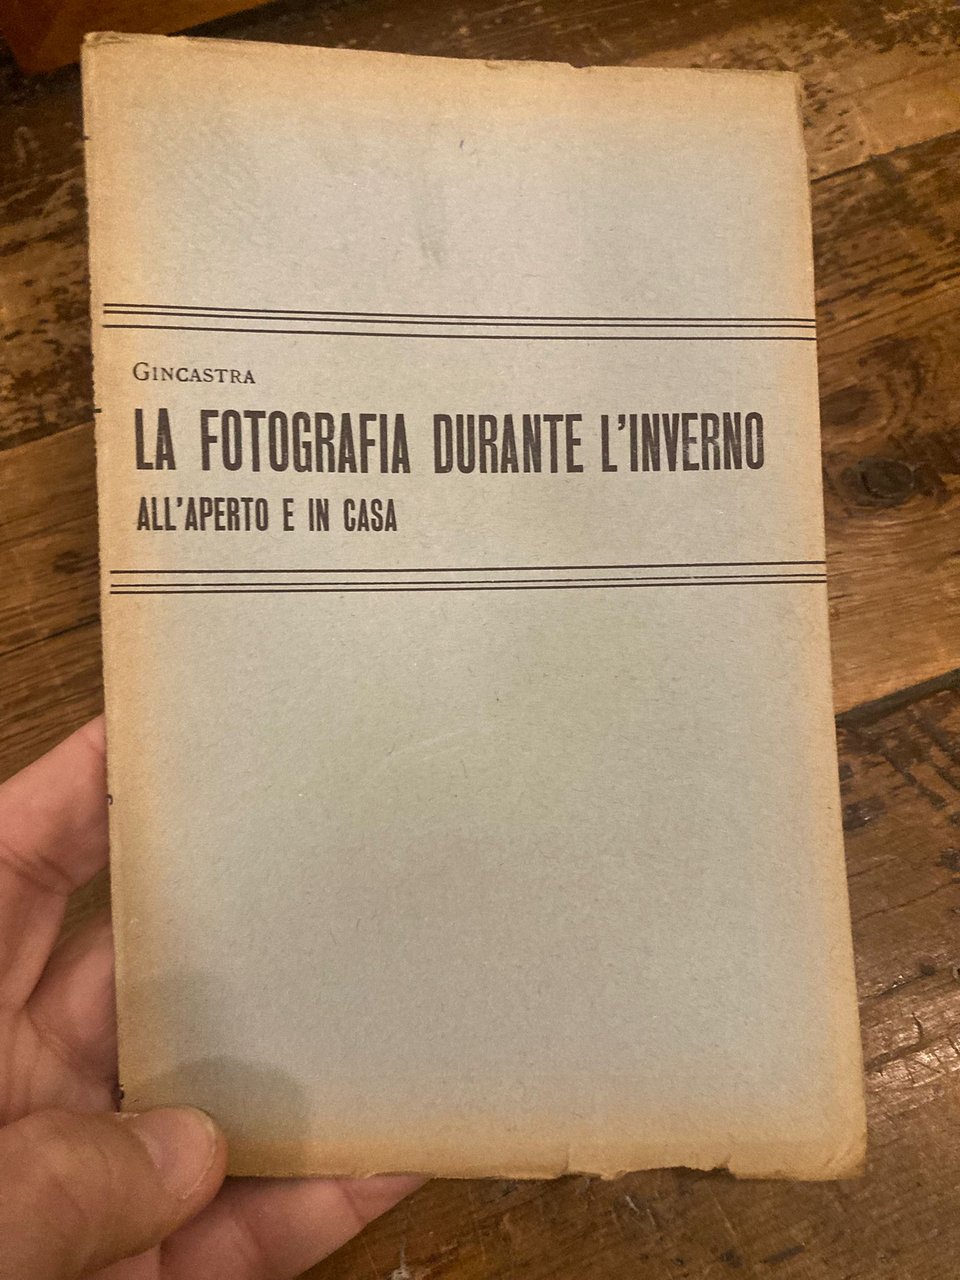 GINCASTRA
LA FOTOGRAFIA DURANTE L'INVERNO
ALL'APERTO E IN CASA